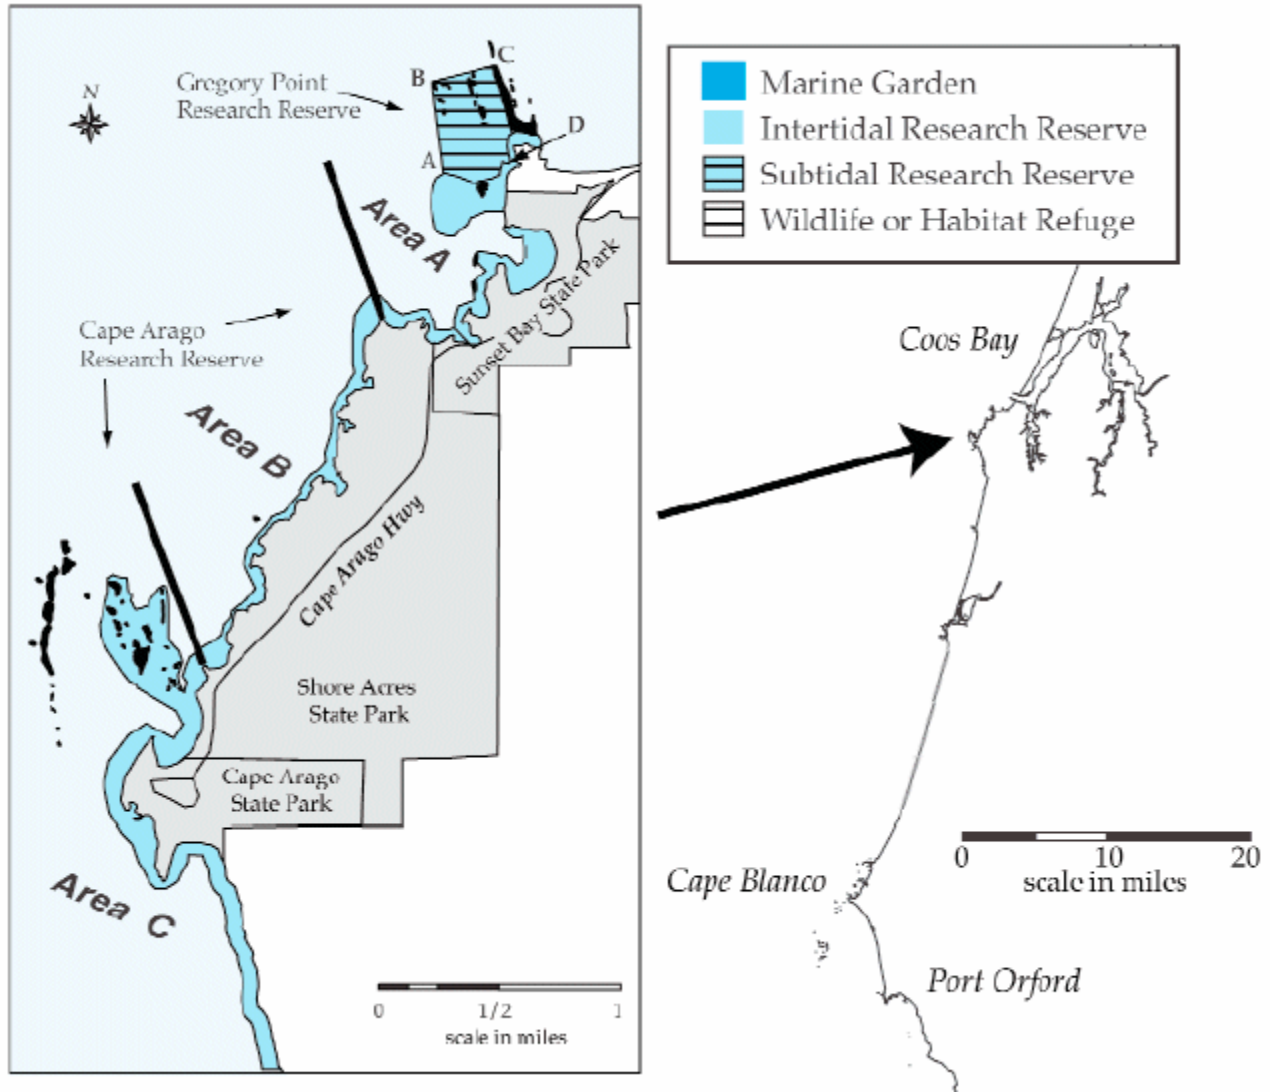 N
Gregory Point
Research Reserve
B
C
A
D
Area A
Sunset Bay State Park
Cape Arago
Research Reserve
Area B
Cape Arago Hwy
Shore Acres
State Park
Cape Arago
State Park
Area C
0 1/2 1
scale in miles
Marine Garden
Intertidal Research Reserve
Subtidal Research Reserve
Wildlife or Habitat Refuge
Coos Bay
0 10 20
scale in miles
Cape Blanco
Port Orford